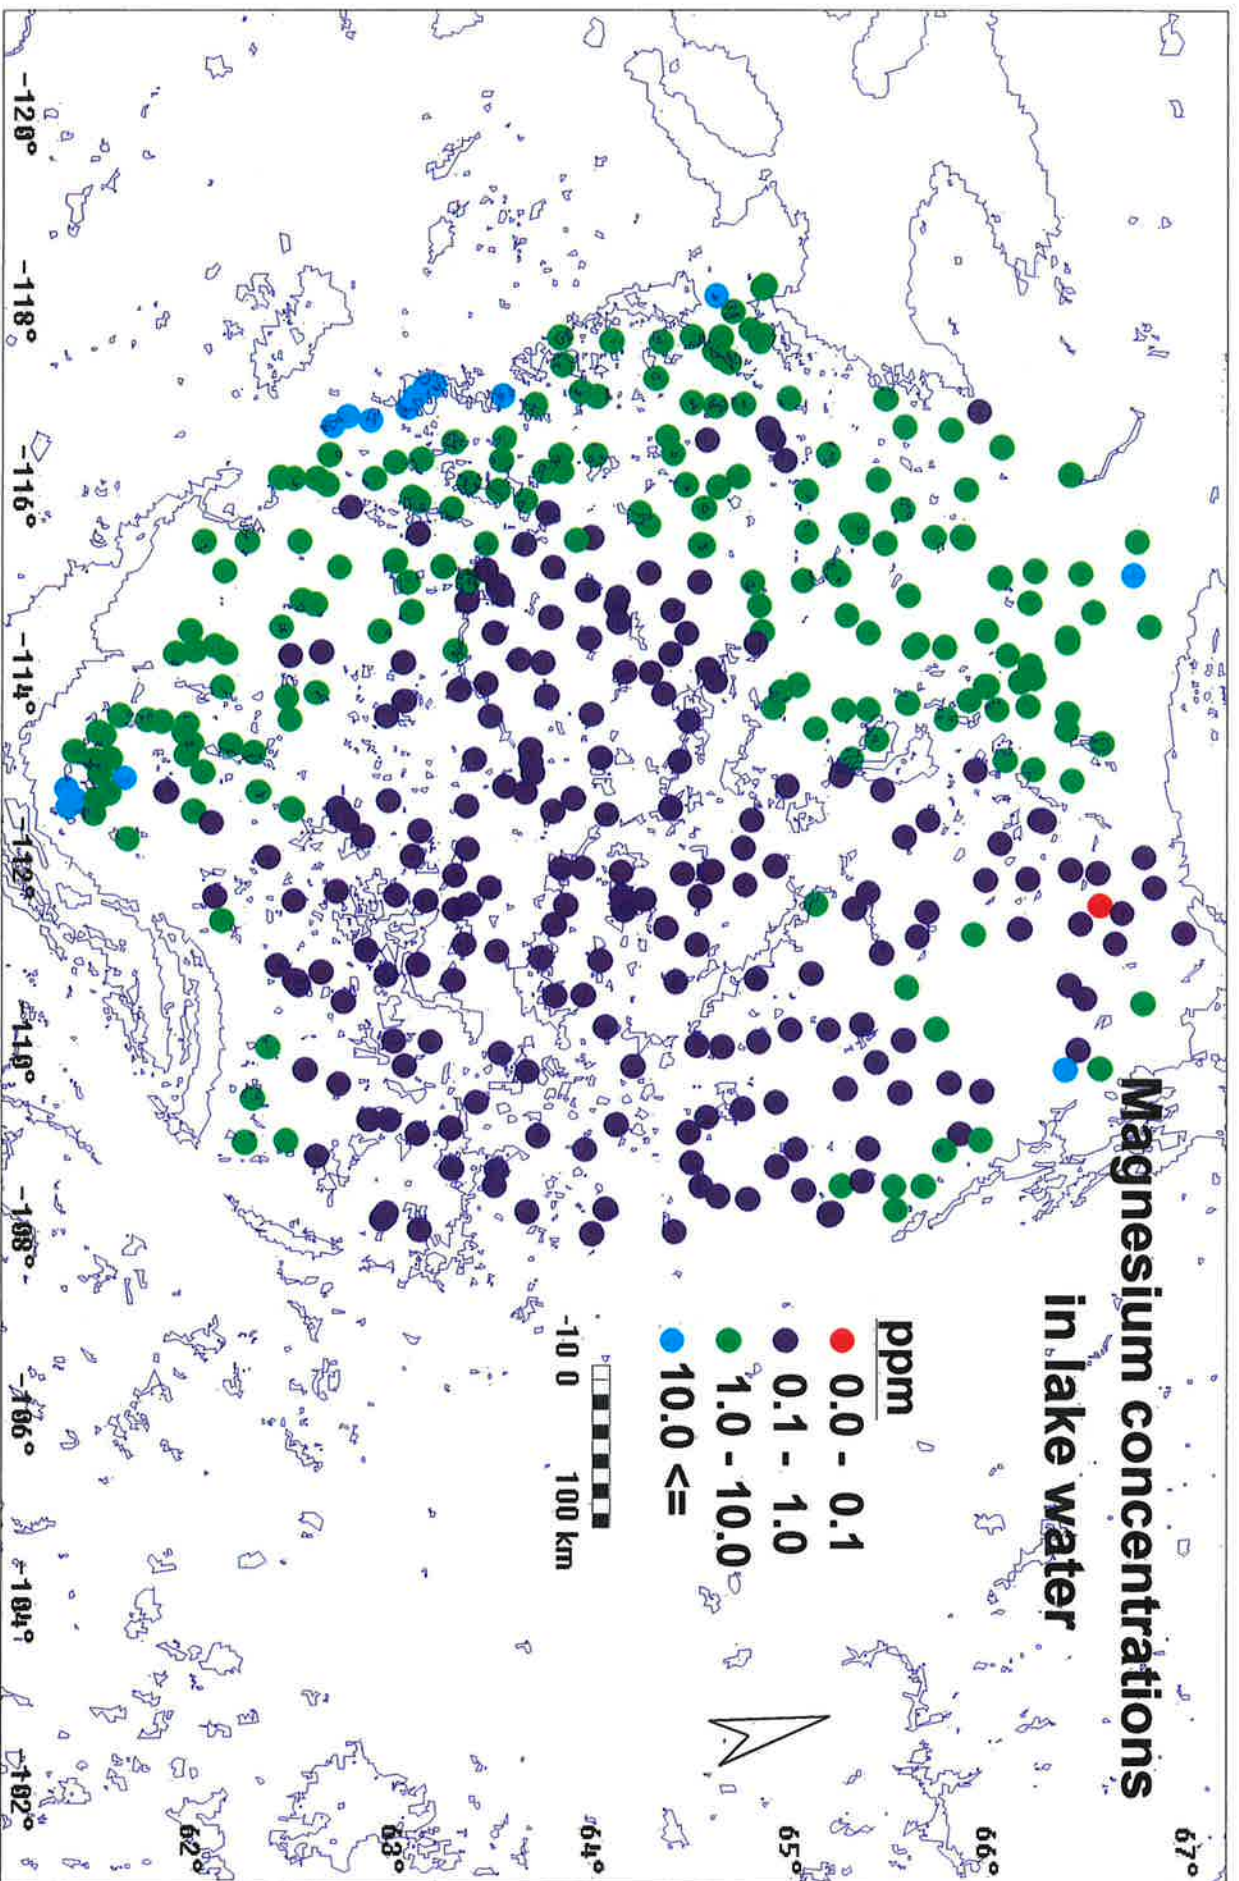 Magnesium concentrations
in lake water
ppm
0.0 - 0.1
0.1 - 1.0
1.0 - 10.0
10.0 <=
-10 0 100 km
67°
66°
65°
64°
63°
62°
-120° -118° -116° -114° -112° -110° -108° -106° -104° -102°